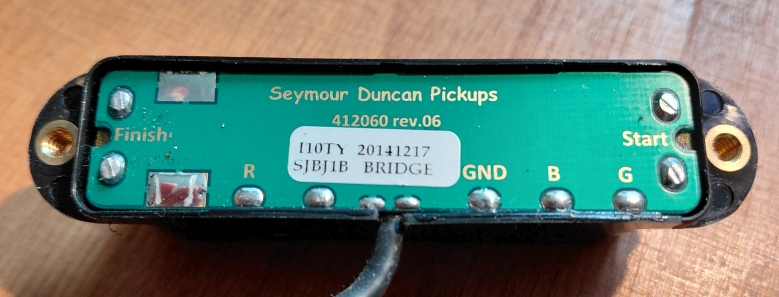 Seymour Duncan Pickups
412060 rev.06
Finish
Start
I10TY 20141217
SJBJ1B BRIDGE
R
GND
B
G